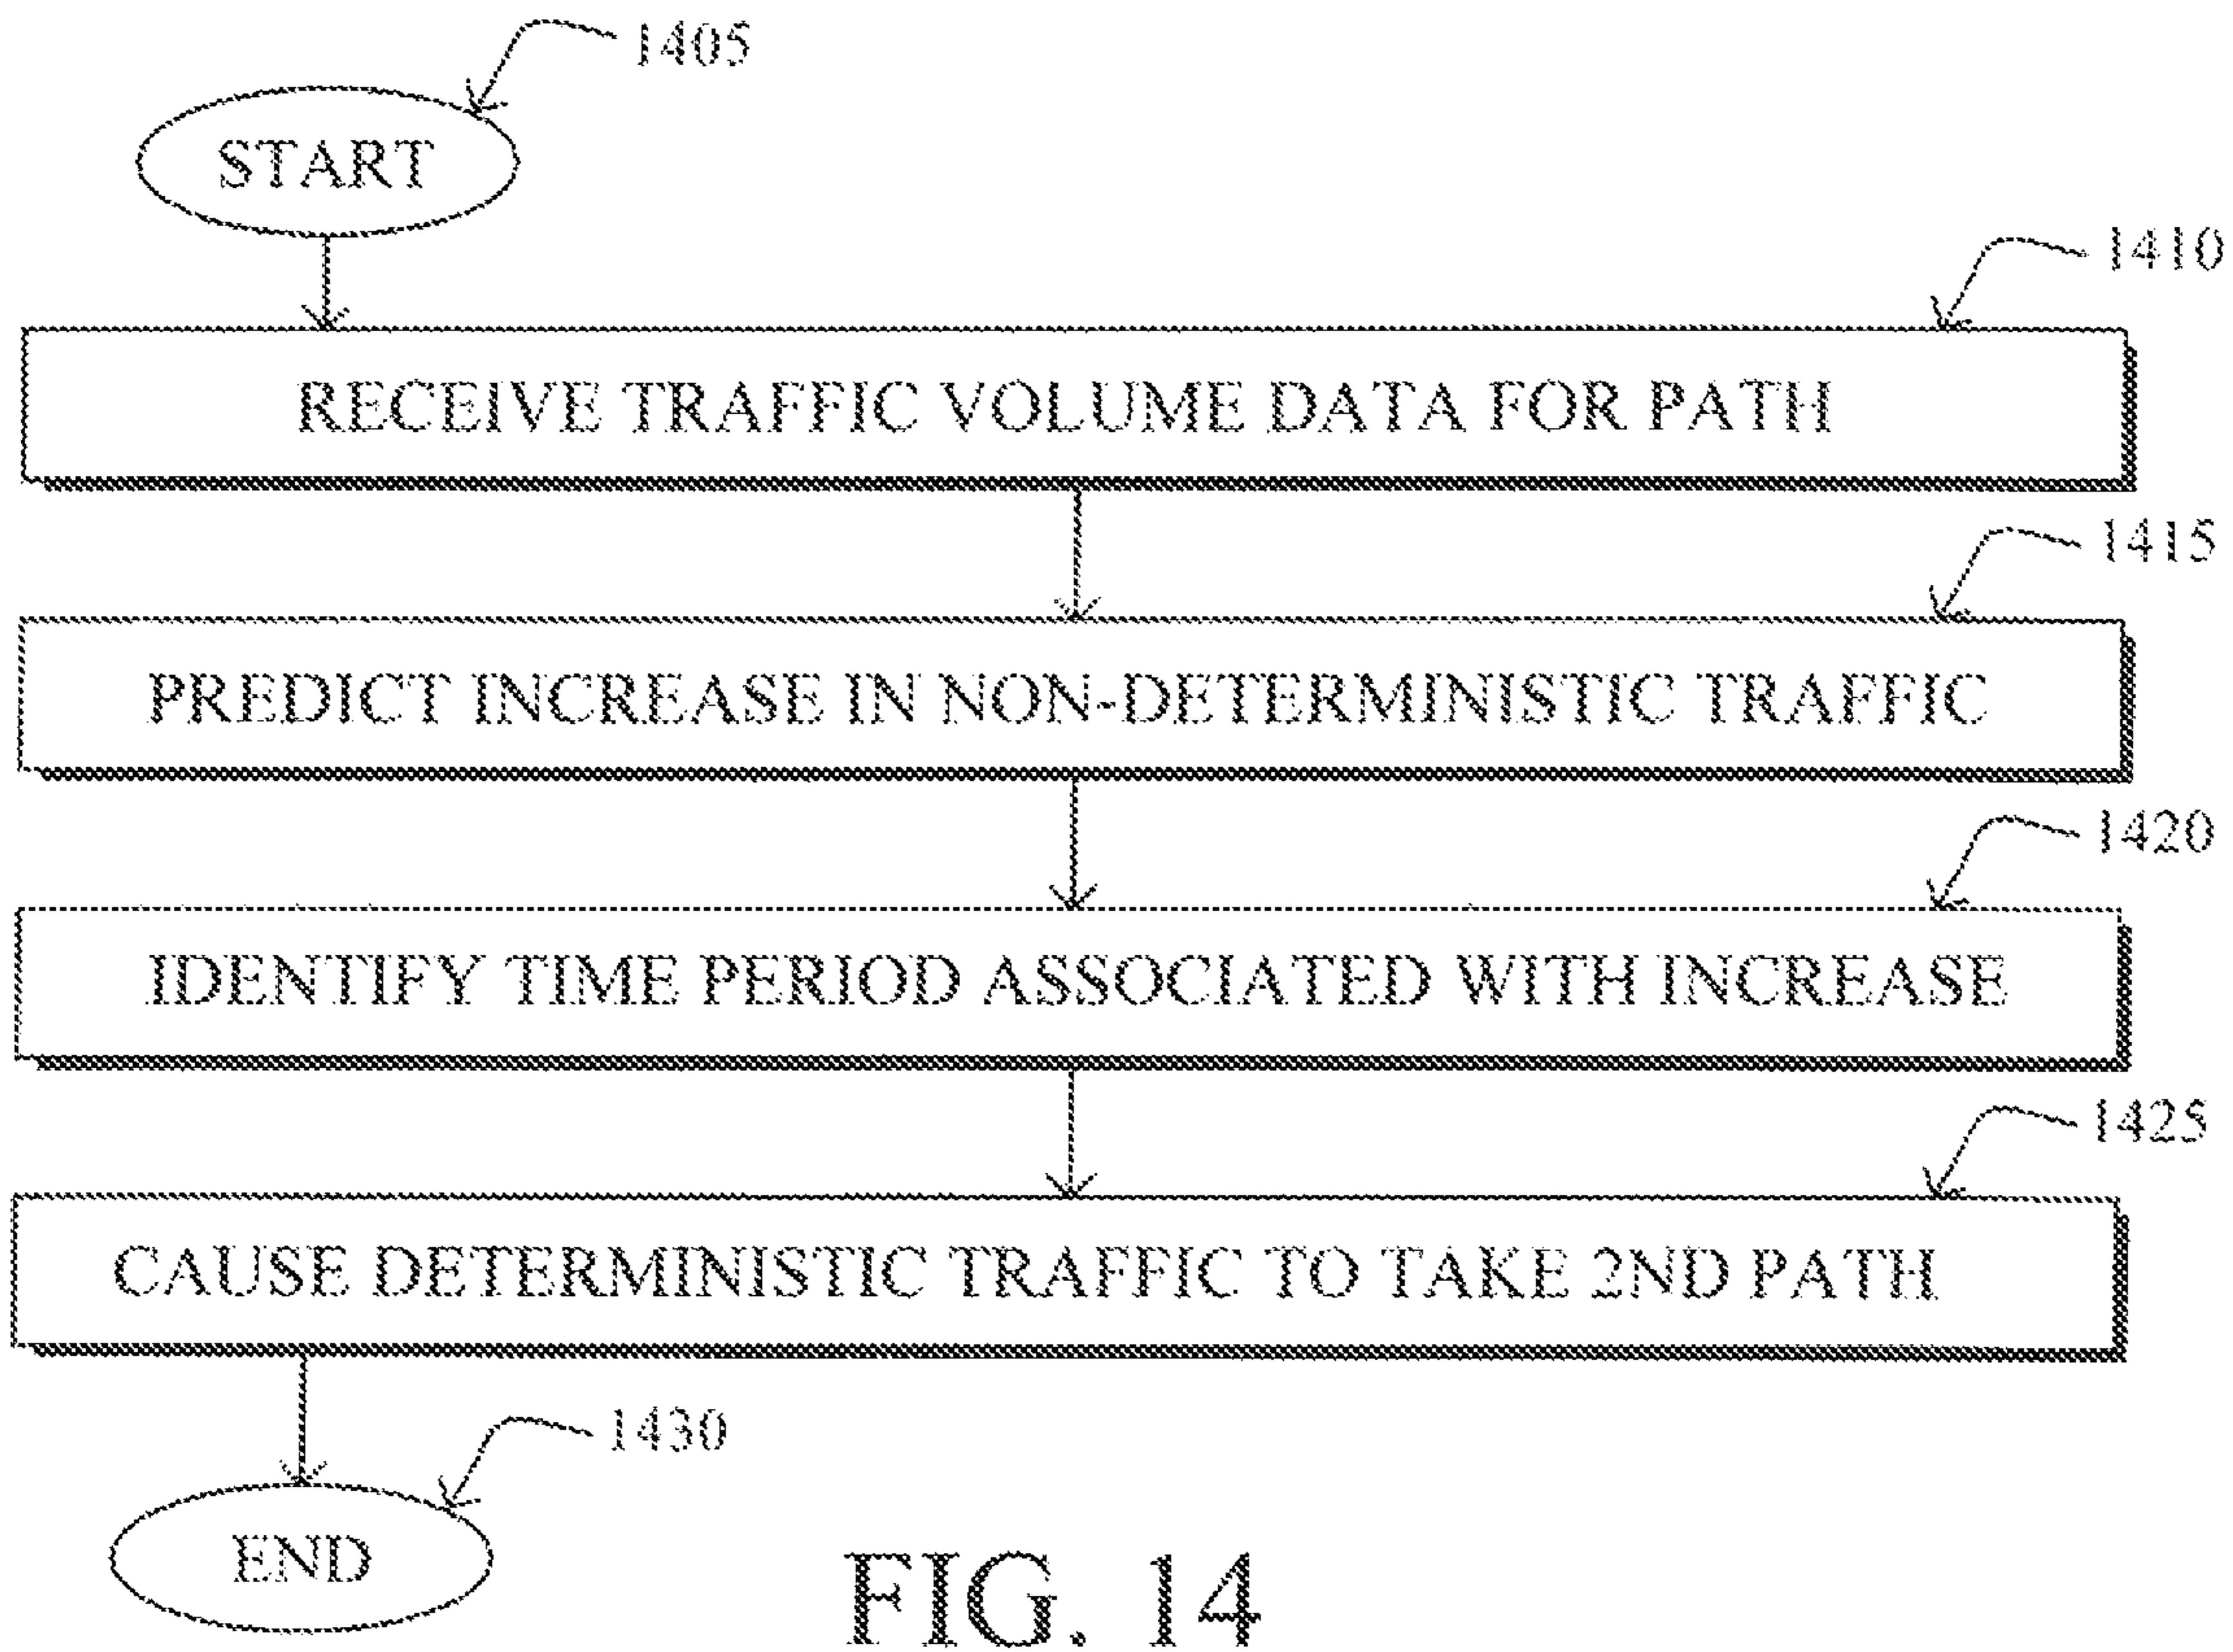 1405
START
1410
RECEIVE TRAFFIC VOLUME DATA FOR PATH
1415
PREDICT INCREASE IN NON-DETERMINISTIC TRAFFIC
1420
IDENTIFY TIME PERIOD ASSOCIATED WITH INCREASE
1425
CAUSE DETERMINISTIC TRAFFIC TO TAKE 2ND PATH
1430
END
FIG. 14